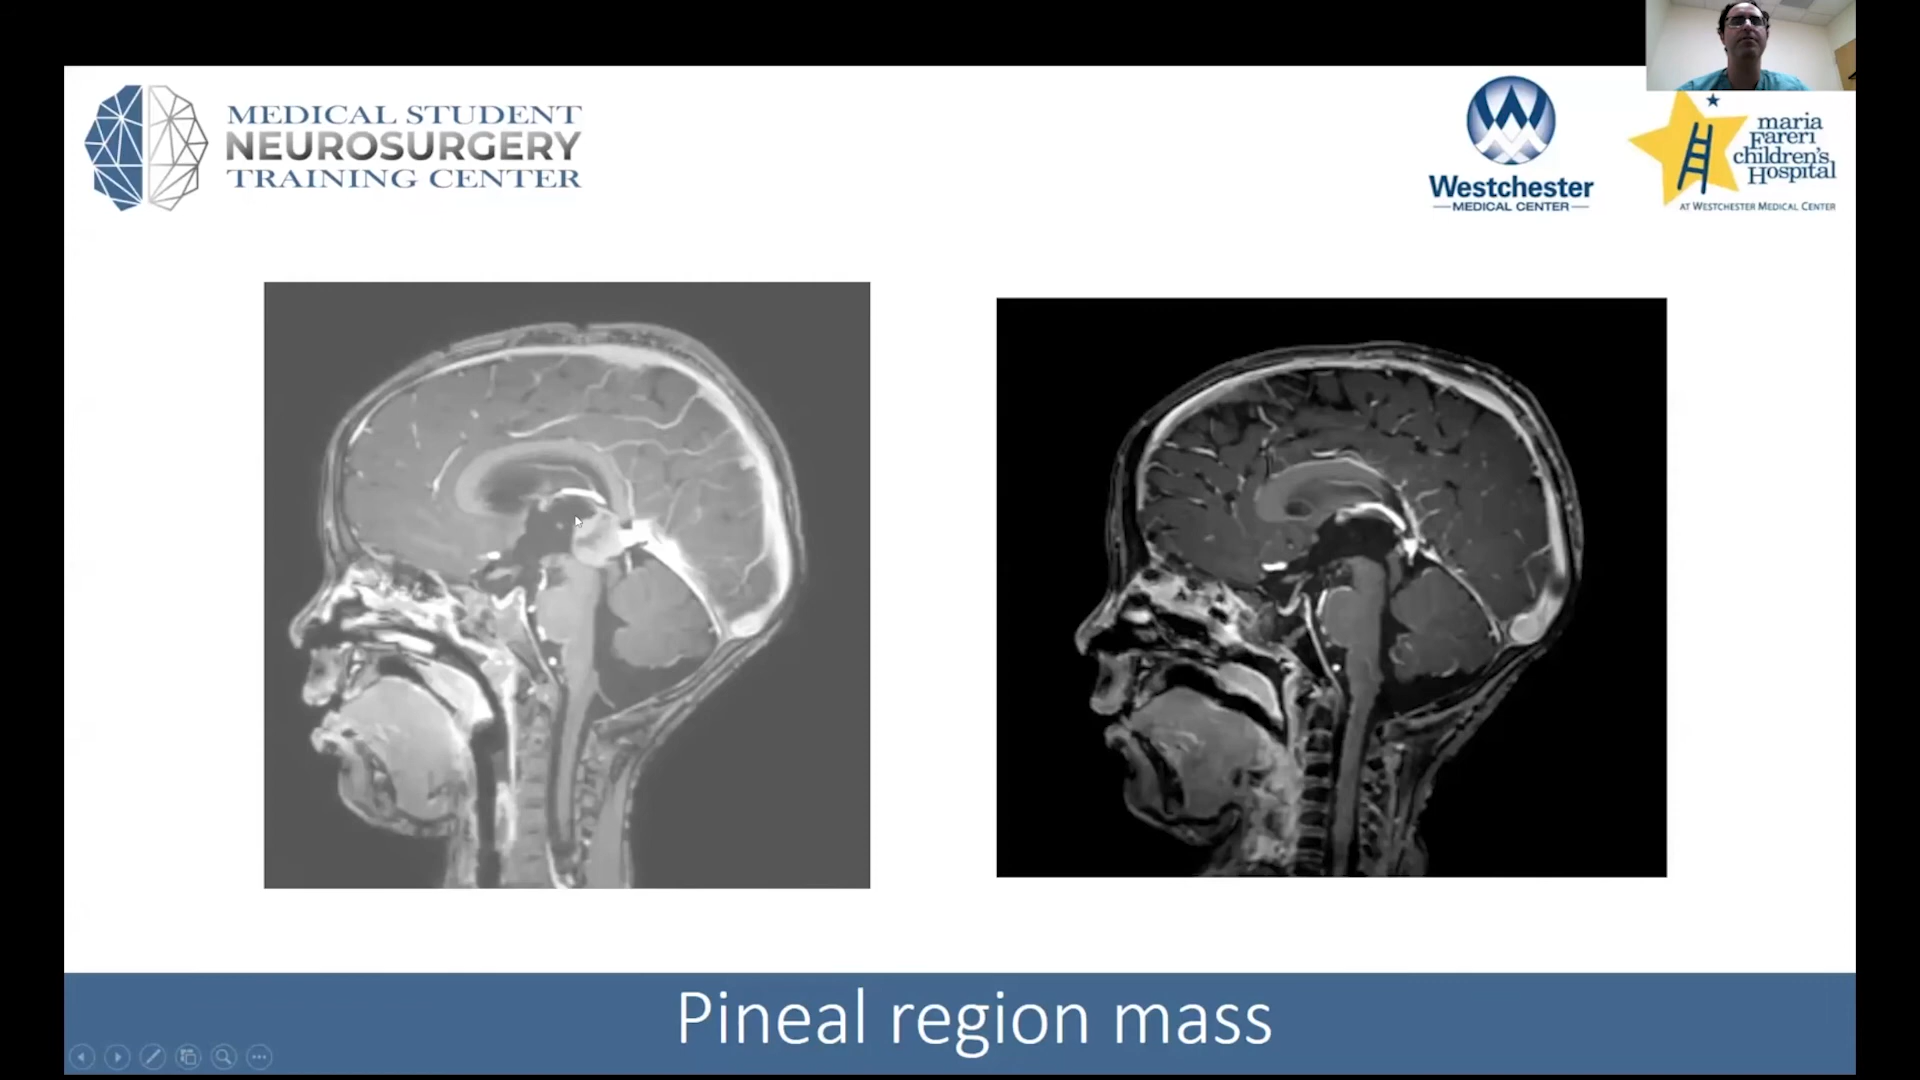 MEDICAL STUDENT
NEUROSURGERY
TRAINING CENTER
Westchester
MEDICAL CENTER
maria
Fareri
children's
Hospital
AT WESTCHESTER MEDICAL CENTER
Pineal region mass